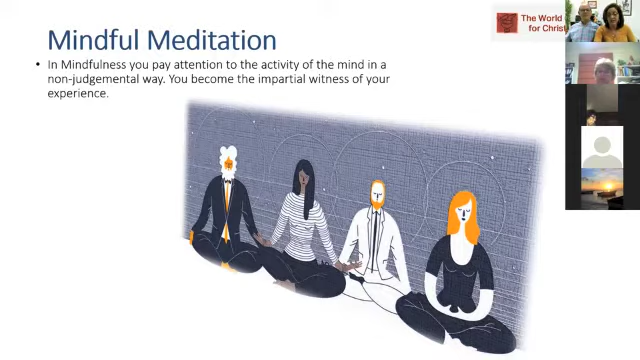 Mindful Meditation
• In Mindfulness you pay attention to the activity of the mind in a
non-judgemental way. You become the impartial witness of your
experience.
The World
for Christ